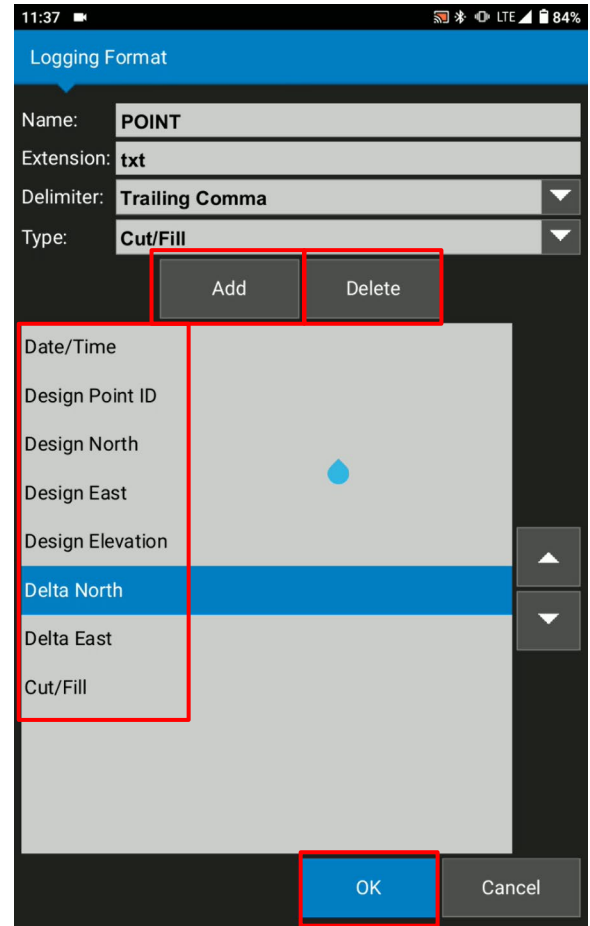 11:37 LTE 84%
Logging Format
Name: POINT
Extension: txt
Delimiter: Trailing Comma
Type: Cut/Fill
Add Delete
Date/Time
Design Point ID
Design North
Design East
Design Elevation
Delta North
Delta East
Cut/Fill
OK Cancel